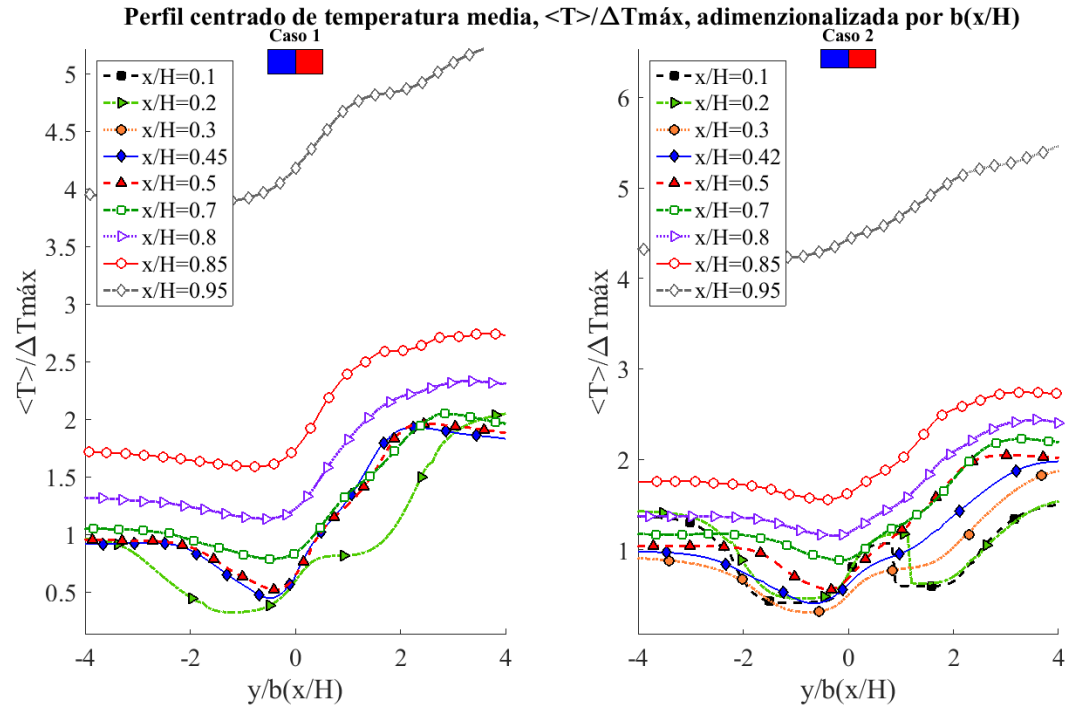 Perfil centrado de temperatura media, <T>/ΔTmáx, adimenzionalizada por b(x/H)
Caso 1
5
4.5
4
3.5
3
2.5
2
1.5
1
0.5
<T>/ΔTmáx
x/H=0.1
x/H=0.2
x/H=0.3
x/H=0.45
x/H=0.5
x/H=0.7
x/H=0.8
x/H=0.85
x/H=0.95
-4
-2
0
2
4
y/b(x/H)
Caso 2
6
5
4
3
2
1
<T>/ΔTmáx
x/H=0.1
x/H=0.2
x/H=0.3
x/H=0.42
x/H=0.5
x/H=0.7
x/H=0.8
x/H=0.85
x/H=0.95
-4
-2
0
2
4
y/b(x/H)